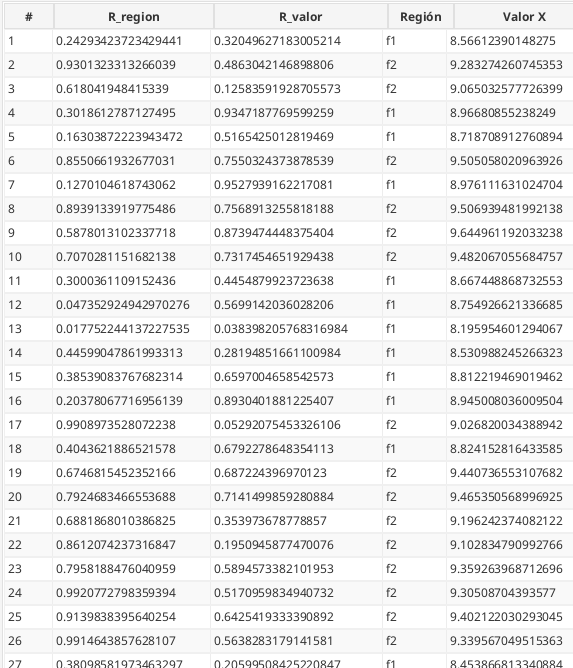 # R_region R_valor Región Valor X
1 0.24293423723429441 0.32049627183005214 f1 8.56612390148275
2 0.9301323313266039 0.4863042146898806 f2 9.283274260745353
3 0.618041948415339 0.12583591928705573 f2 9.065032577726399
4 0.3018612787127495 0.9347187769599259 f1 8.96680855238249
5 0.16303872223943472 0.5165425012819469 f1 8.718708912760894
6 0.8550661932677031 0.7550324373878539 f2 9.505058020963926
7 0.1270104618743062 0.9527939162217081 f1 8.976111631024704
8 0.8939133919775486 0.7568913255818188 f2 9.506939481992138
9 0.5878013102337718 0.8739474448375404 f2 9.644961192033238
10 0.7070281151682138 0.7317454651929438 f2 9.482067055684757
11 0.3000361109152436 0.4454879923723638 f1 8.667448868732553
12 0.047352924942970276 0.5699142036028206 f1 8.754926621336685
13 0.017752244137227535 0.038398205768316984 f1 8.195954601294067
14 0.44599047861993313 0.28194851661100984 f1 8.530988245266323
15 0.38539083767682314 0.6597004658542573 f1 8.812219469019462
16 0.20378067716956139 0.8930401881225407 f1 8.945008036009504
17 0.9908973528072238 0.05292075453326106 f2 9.026820034388942
18 0.4043621886521578 0.6792278648354113 f1 8.824152816433585
19 0.6746815452352166 0.687224396970123 f2 9.440736553107682
20 0.7924683466553688 0.7141499859280884 f2 9.465350568996925
21 0.6881868010386825 0.353973678778857 f2 9.196242374082122
22 0.8612074237316847 0.1950945877470076 f2 9.102834790992766
23 0.7958188476040959 0.5894573382101953 f2 9.359263968712696
24 0.9920772798359394 0.5170959834940732 f2 9.30508704393577
25 0.9139838395640254 0.6425419333390892 f2 9.402122030293045
26 0.9914643857628107 0.5638283179141581 f2 9.339567049515363
27 0.38098581973463297 0.20599508425220847 f1 8.453866813340884